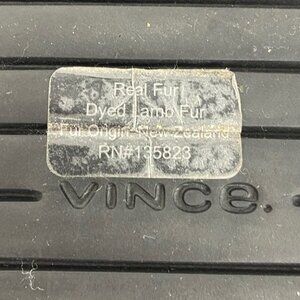 Real Fur
Dyed Lamb Fur
Fur Origin-New Zealand
RN#135823
VINCE.